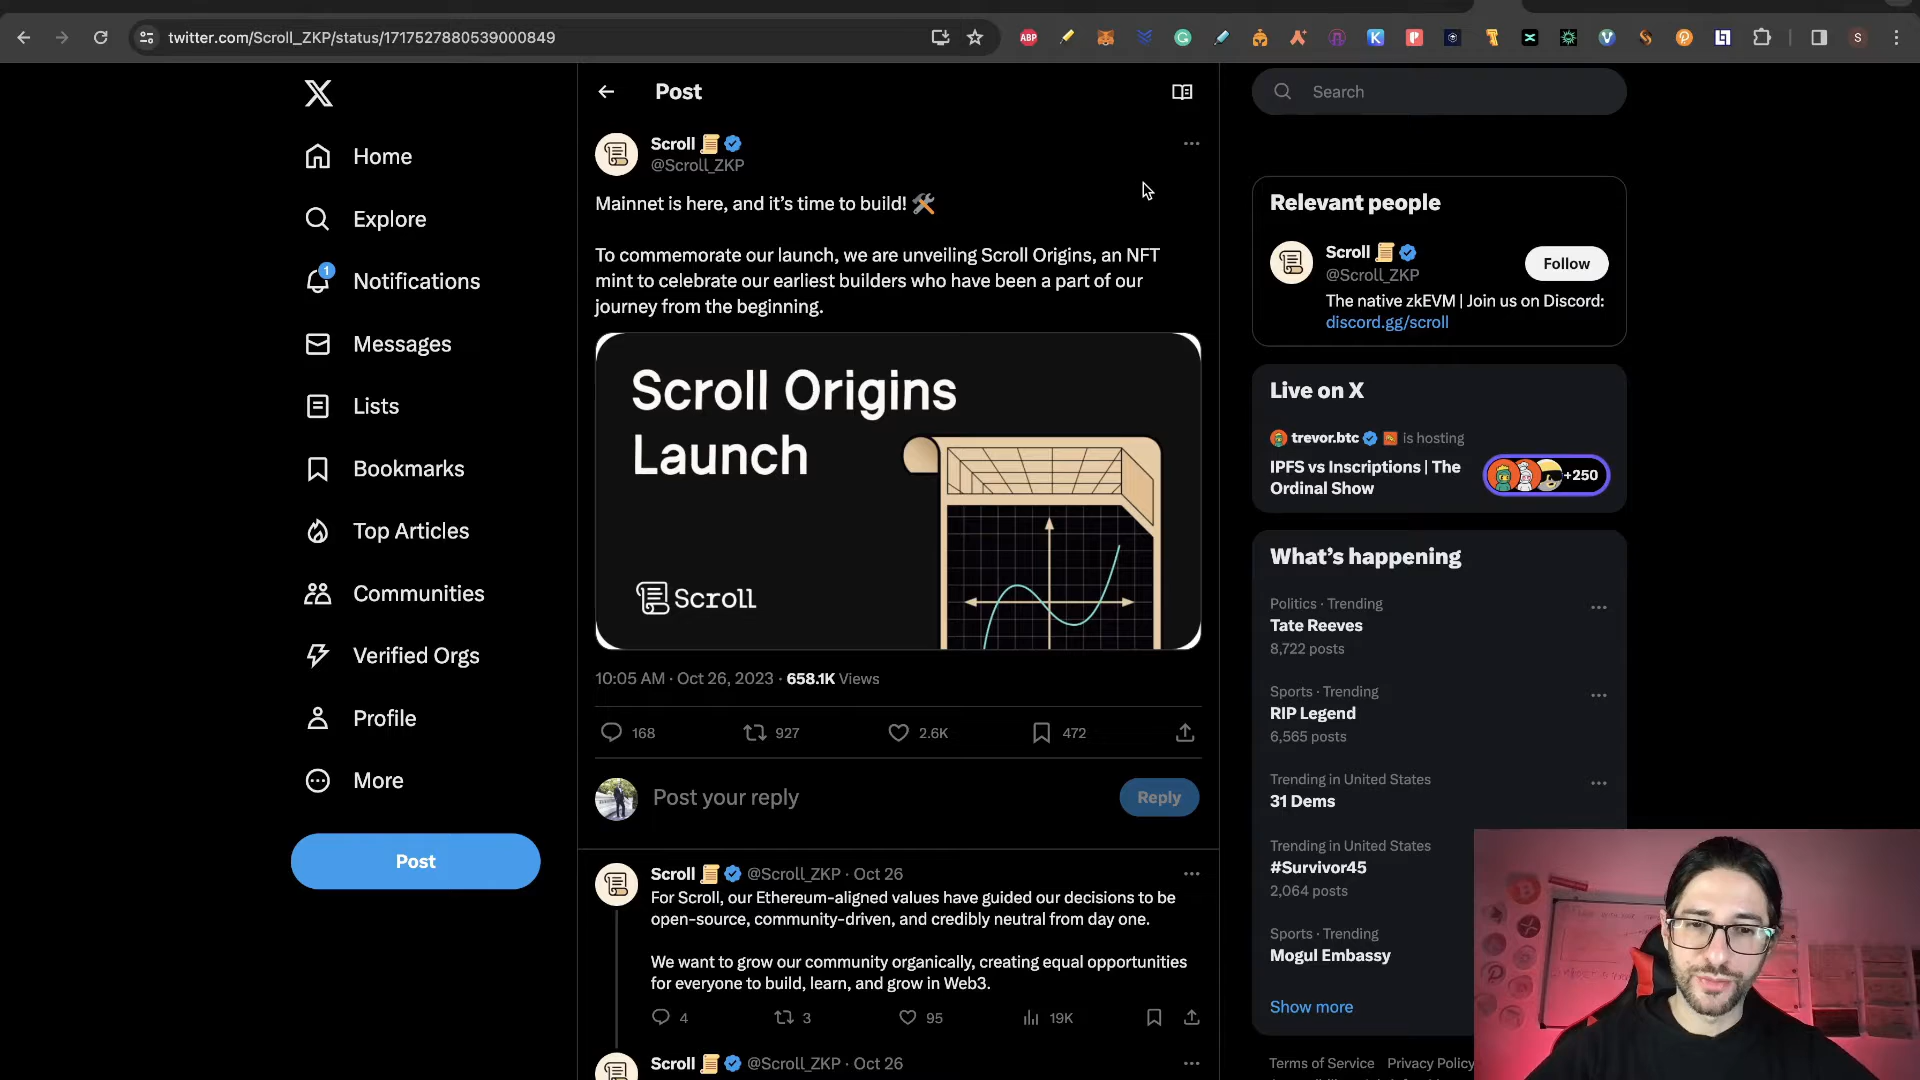 twitter.com/Scroll_ZKP/status/1717527880539000849
ABP
S
Home
Explore
1
Notifications
Messages
Lists
Bookmarks
Top Articles
Communities
Verified Orgs
Profile
More
Post
Post
Scroll
@Scroll_ZKP
Mainnet is here, and it's time to build!
To commemorate our launch, we are unveiling Scroll Origins, an NFT
mint to celebrate our earliest builders who have been a part of our
journey from the beginning.
Scroll Origins
Launch
Scroll
10:05 AM · Oct 26, 2023 · 658.1K Views
168 927 2.6K 472
Post your reply
Reply
Scroll @Scroll_ZKP · Oct 26
For Scroll, our Ethereum-aligned values have guided our decisions to be
open-source, community-driven, and credibly neutral from day one.
We want to grow our community organically, creating equal opportunities
for everyone to build, learn, and grow in Web3.
4 3 95 19K
Scroll @Scroll_ZKP · Oct 26
Search
Relevant people
Scroll
@Scroll_ZKP
Follow
The native zkEVM | Join us on Discord:
discord.gg/scroll
Live on X
trevor.btc is hosting
IPFS vs Inscriptions | The
Ordinal Show
+250
What's happening
Politics · Trending
Tate Reeves
8,722 posts
Sports · Trending
RIP Legend
6,565 posts
Trending in United States
31 Dems
Trending in United States
#Survivor45
2,064 posts
Sports · Trending
Mogul Embassy
Show more
Terms of Service Privacy Policy